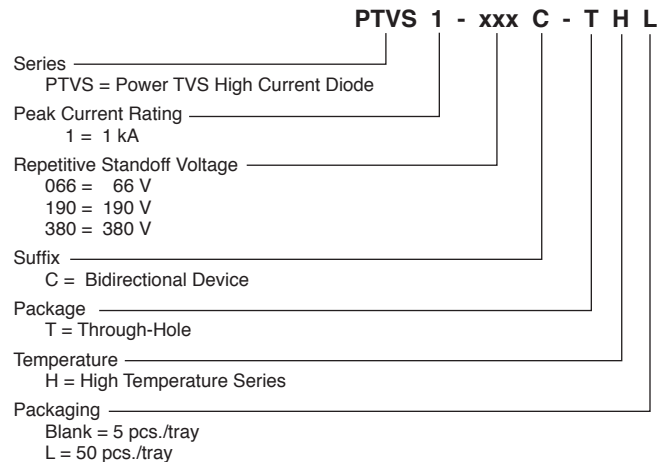 PTVS 1 - xxx C - T H L
Series
PTVS = Power TVS High Current Diode
Peak Current Rating
1 = 1 kA
Repetitive Standoff Voltage
066 = 66 V
190 = 190 V
380 = 380 V
Suffix
C = Bidirectional Device
Package
T = Through-Hole
Temperature
H = High Temperature Series
Packaging
Blank = 5 pcs./tray
L = 50 pcs./tray